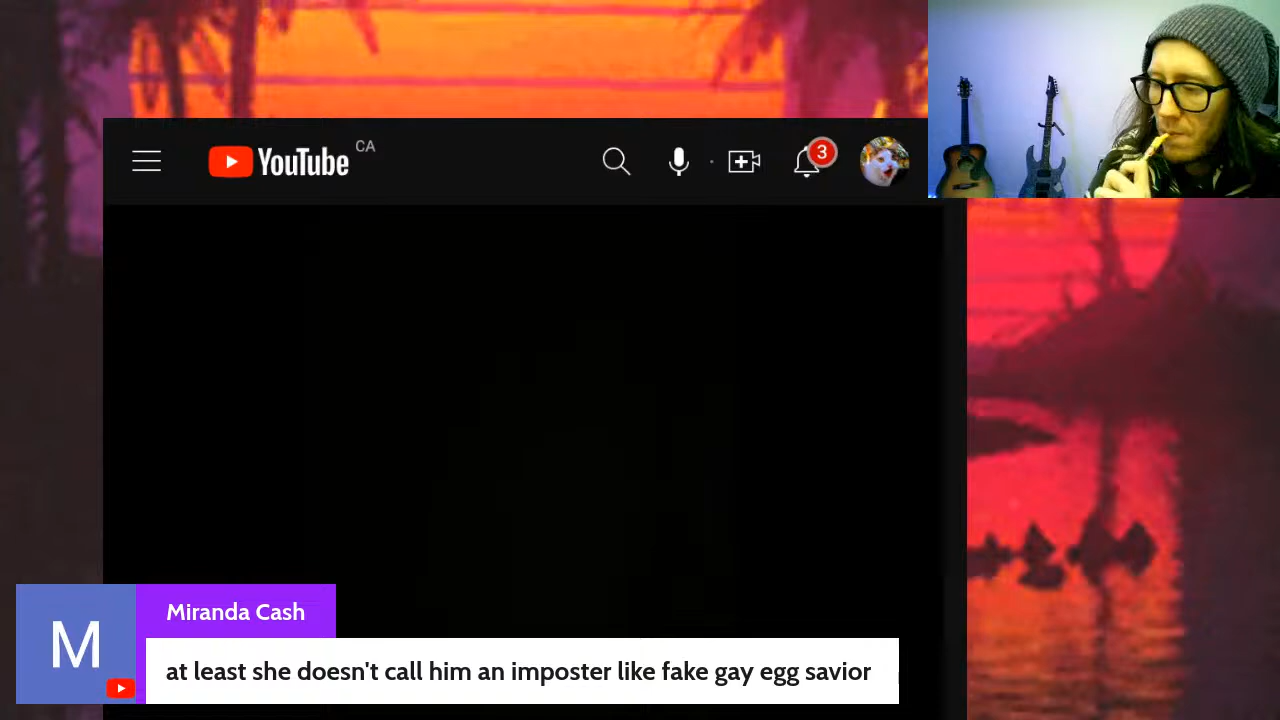 YouTube CA
3
M
Miranda Cash
at least she doesn't call him an imposter like fake gay egg savior